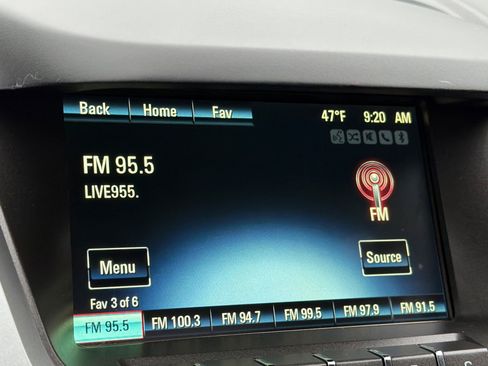 Back Home Fav 47°F 9:20 AM
FM 95.5
LIVE955.
FM
Menu Source
Fav 3 of 6
FM 95.5 FM 100.3 FM 94.7 FM 99.5 FM 97.9 FM 91.5